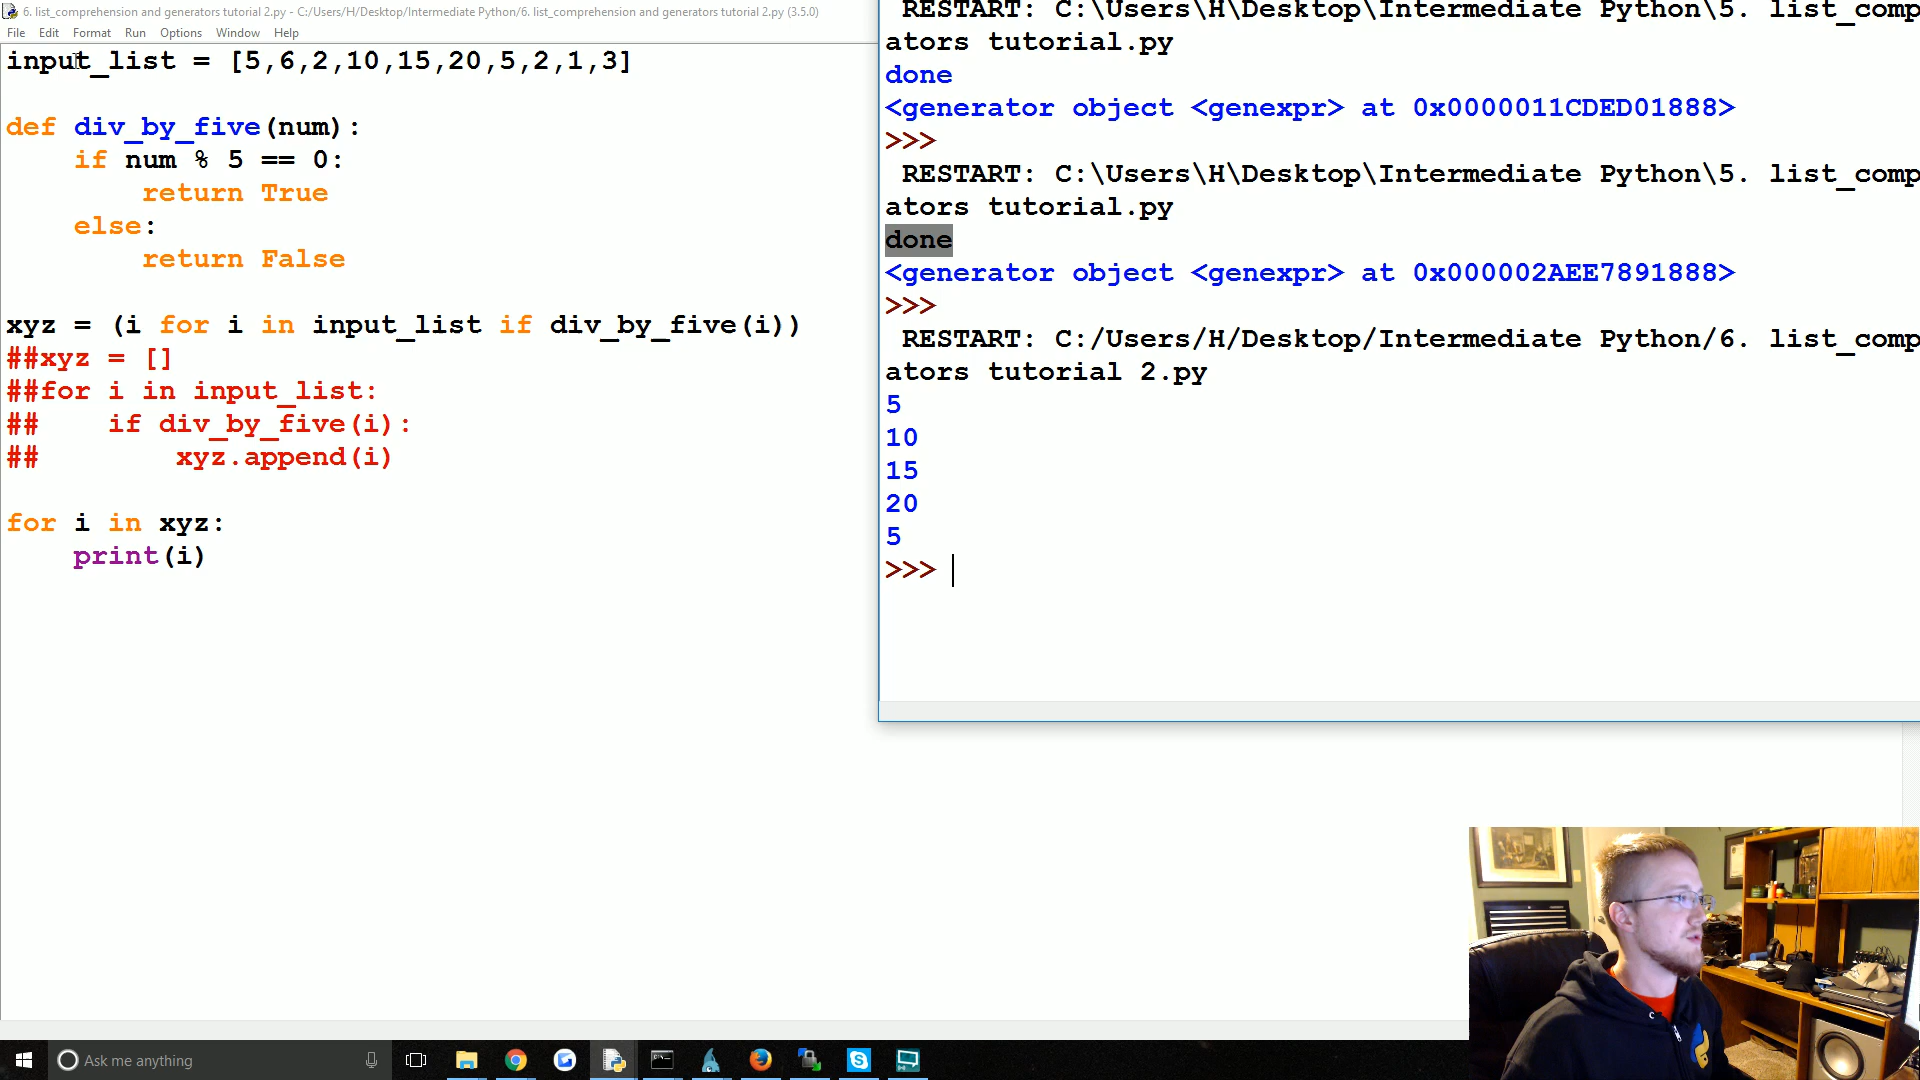 6. list_comprehension and generators tutorial 2.py - C:/Users/H/Desktop/Intermediate Python/6. list_comprehension and generators tutorial 2.py (3.5.0)
File Edit Format Run Options Window Help
input_list = [5,6,2,10,15,20,5,2,1,3]
def div_by_five(num):
    if num % 5 == 0:
        return True
    else:
        return False
xyz = (i for i in input_list if div_by_five(i))
##xyz = []
##for i in input_list:
##    if div_by_five(i):
##        xyz.append(i)
for i in xyz:
    print(i)
RESTART: C:\Users\H\Desktop\Intermediate Python\5. list_comp
ators tutorial.py
done
<generator object <genexpr> at 0x0000011CDED01888>
>>>
RESTART: C:\Users\H\Desktop\Intermediate Python\5. list_comp
ators tutorial.py
done
<generator object <genexpr> at 0x000002AEE7891888>
>>>
RESTART: C:/Users/H/Desktop/Intermediate Python/6. list_comp
ators tutorial 2.py
5
10
15
20
5
>>>
Ask me anything